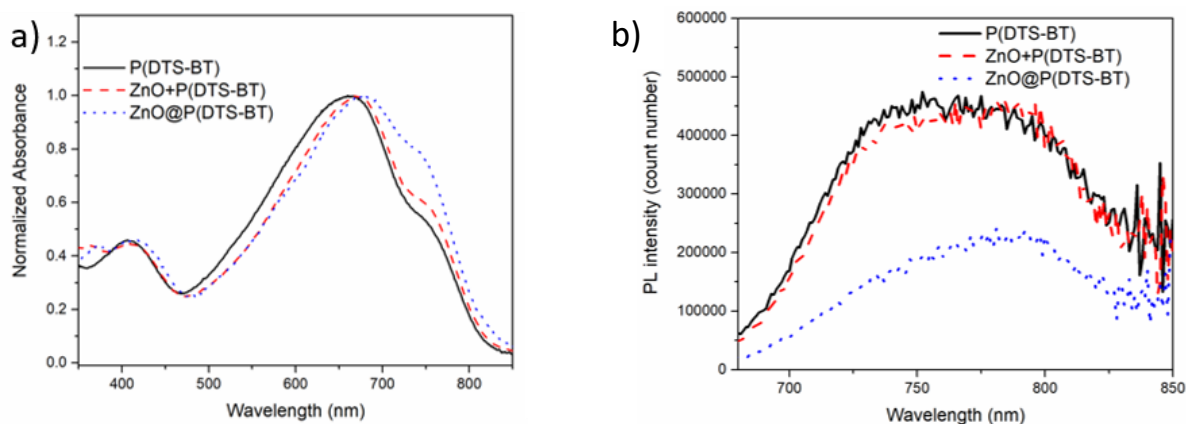 a)
1.2
1.0
0.8
0.6
0.4
0.2
0.0
Normalized Absorbance
P(DTS-BT)
ZnO+P(DTS-BT)
ZnO@P(DTS-BT)
400 500 600 700 800
Wavelength (nm)
b)
600000
500000
400000
300000
200000
100000
0
PL intensity (count number)
P(DTS-BT)
ZnO+P(DTS-BT)
ZnO@P(DTS-BT)
700 750 800 850
Wavelength (nm)